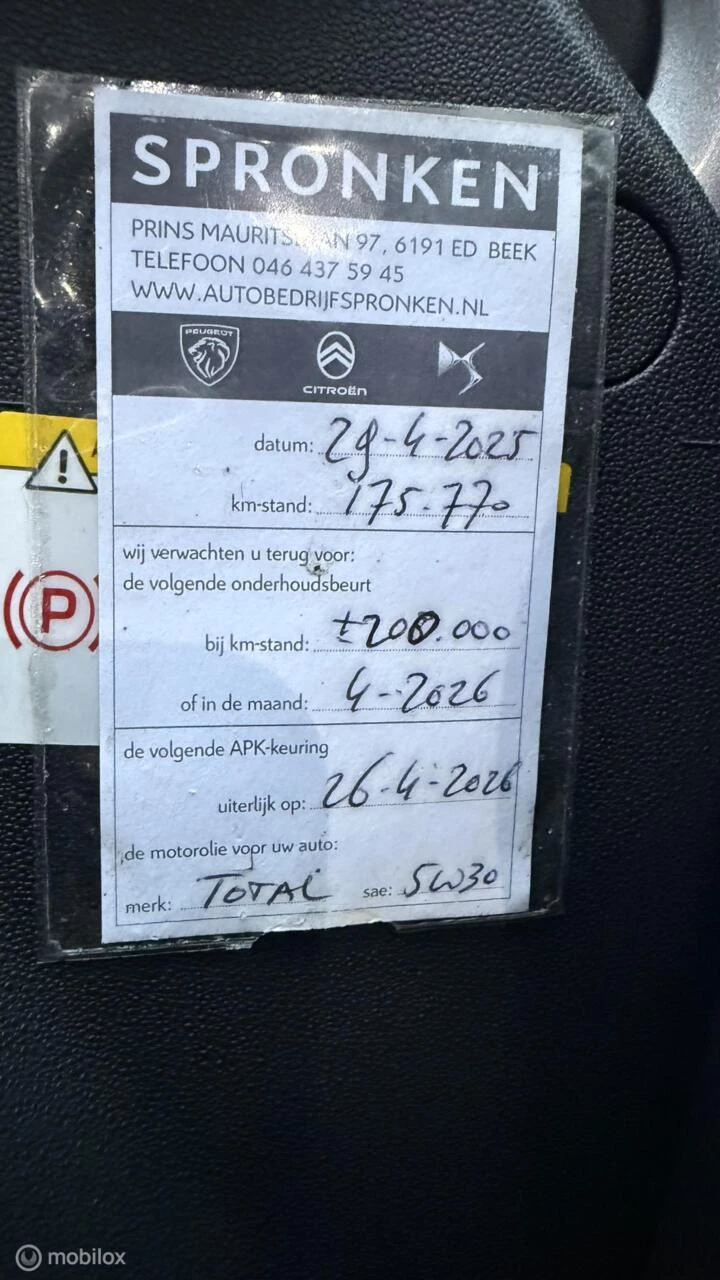 SPRONKEN
PRINS MAURITS AN 97, 6191 ED BEEK
TELEFOON 046 437 59 45
WWW.AUTOBEDRIJFSPRONKEN.NL
PEUGEOT
CITROËN
DS
datum: 29-4-2025
km-stand: 175.770
wij verwachten u terug voor:
de volgende onderhoudsbeurt
bij km-stand: ±200.000
of in de maand: 4-2026
de volgende APK-keuring
uiterlijk op: 26-4-2026
de motorolie voor uw auto:
merk: TOTAL sae: 5W30
!
(P)
mobilox